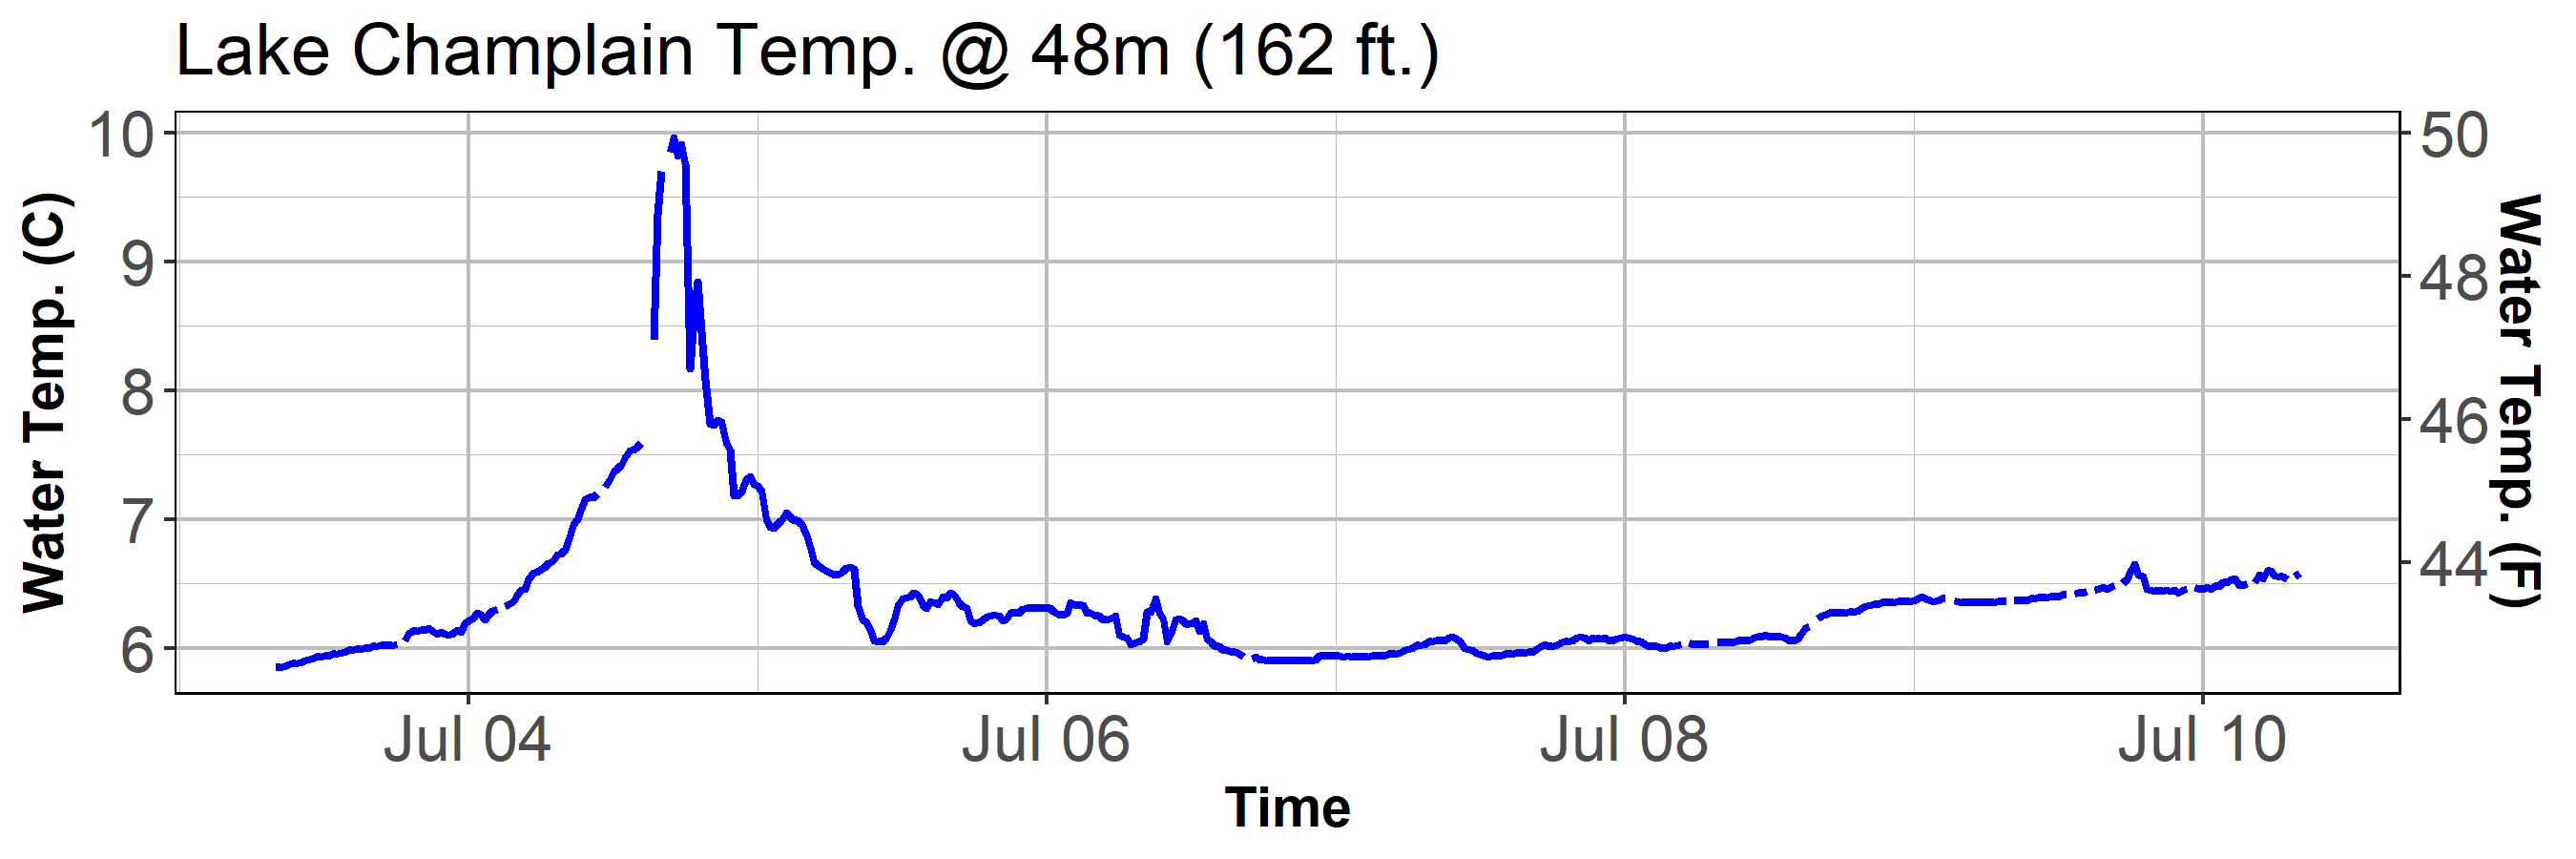 Lake Champlain Temp. @ 48m (162 ft.)
Water Temp. (C)
10
9
8
7
6
50
48
46
44
Water Temp. (F)
Jul 04
Jul 06
Jul 08
Jul 10
Time